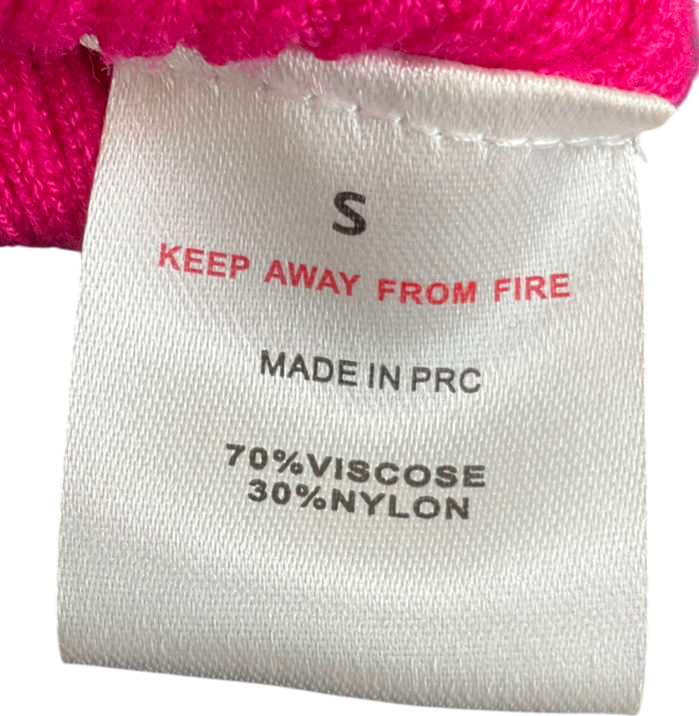 S
KEEP AWAY FROM FIRE
MADE IN PRC
70%VISCOSE
30%NYLON